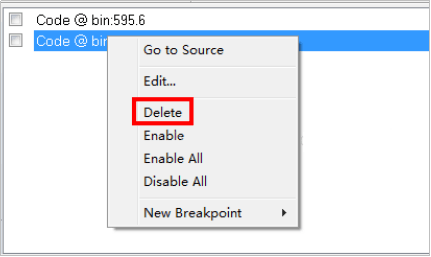 Code @ bin:595.6
Code @ bin
Go to Source
Edit...
Delete
Enable
Enable All
Disable All
New Breakpoint